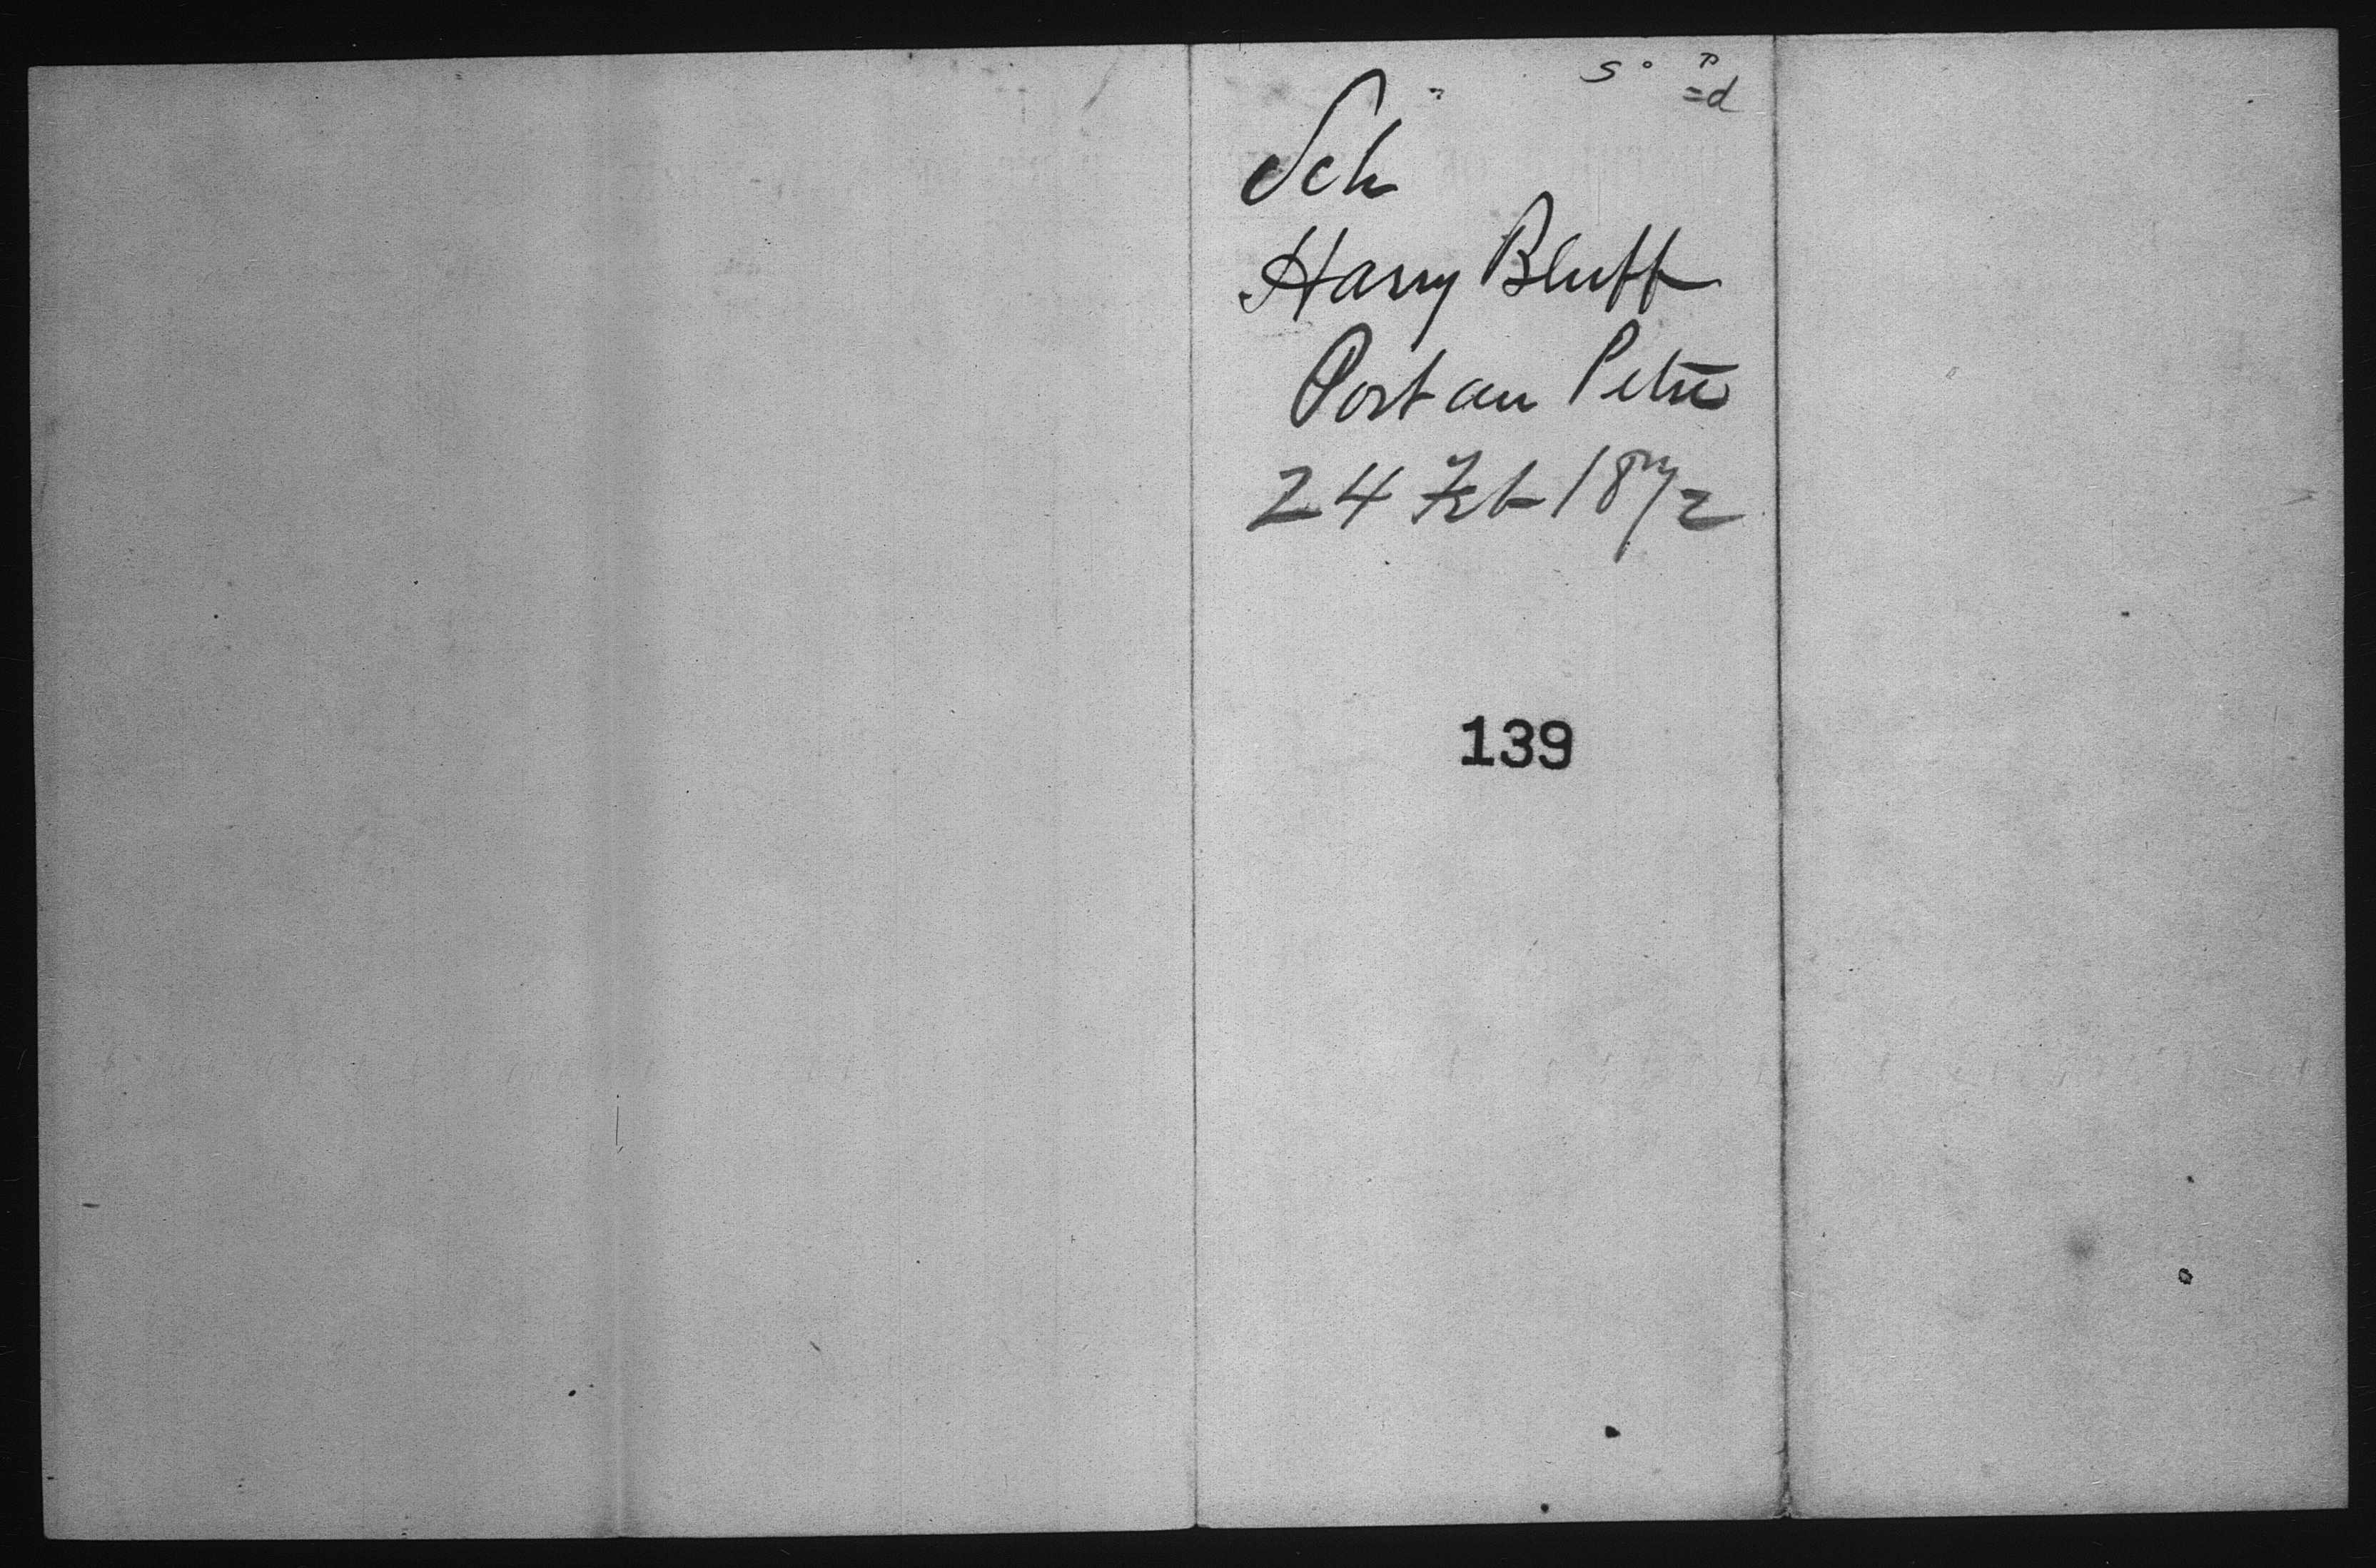 Sch
Harry Bluff
Port au Petre
24 Feb 1872
139